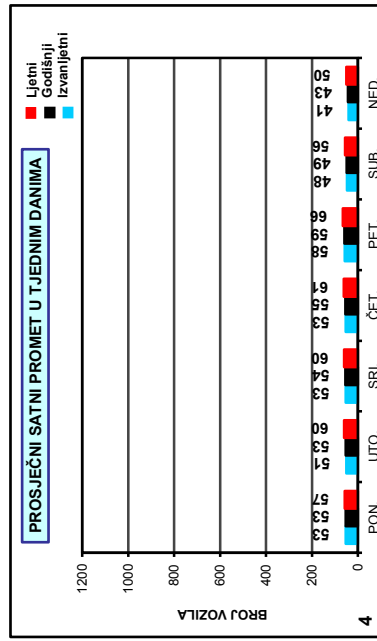 PROSJEČNI SATNI PROMET U TJEDNIM DANIMA
Ljetni
Godišnji
Izvanljetni
BROJ VOZILA
1200
1000
800
600
400
200
0
53 53 57
51 53 60
53 54 60
53 55 61
58 59 66
48 49 56
41 43 50
PON UTO SRI ČET PET SUB NED
4